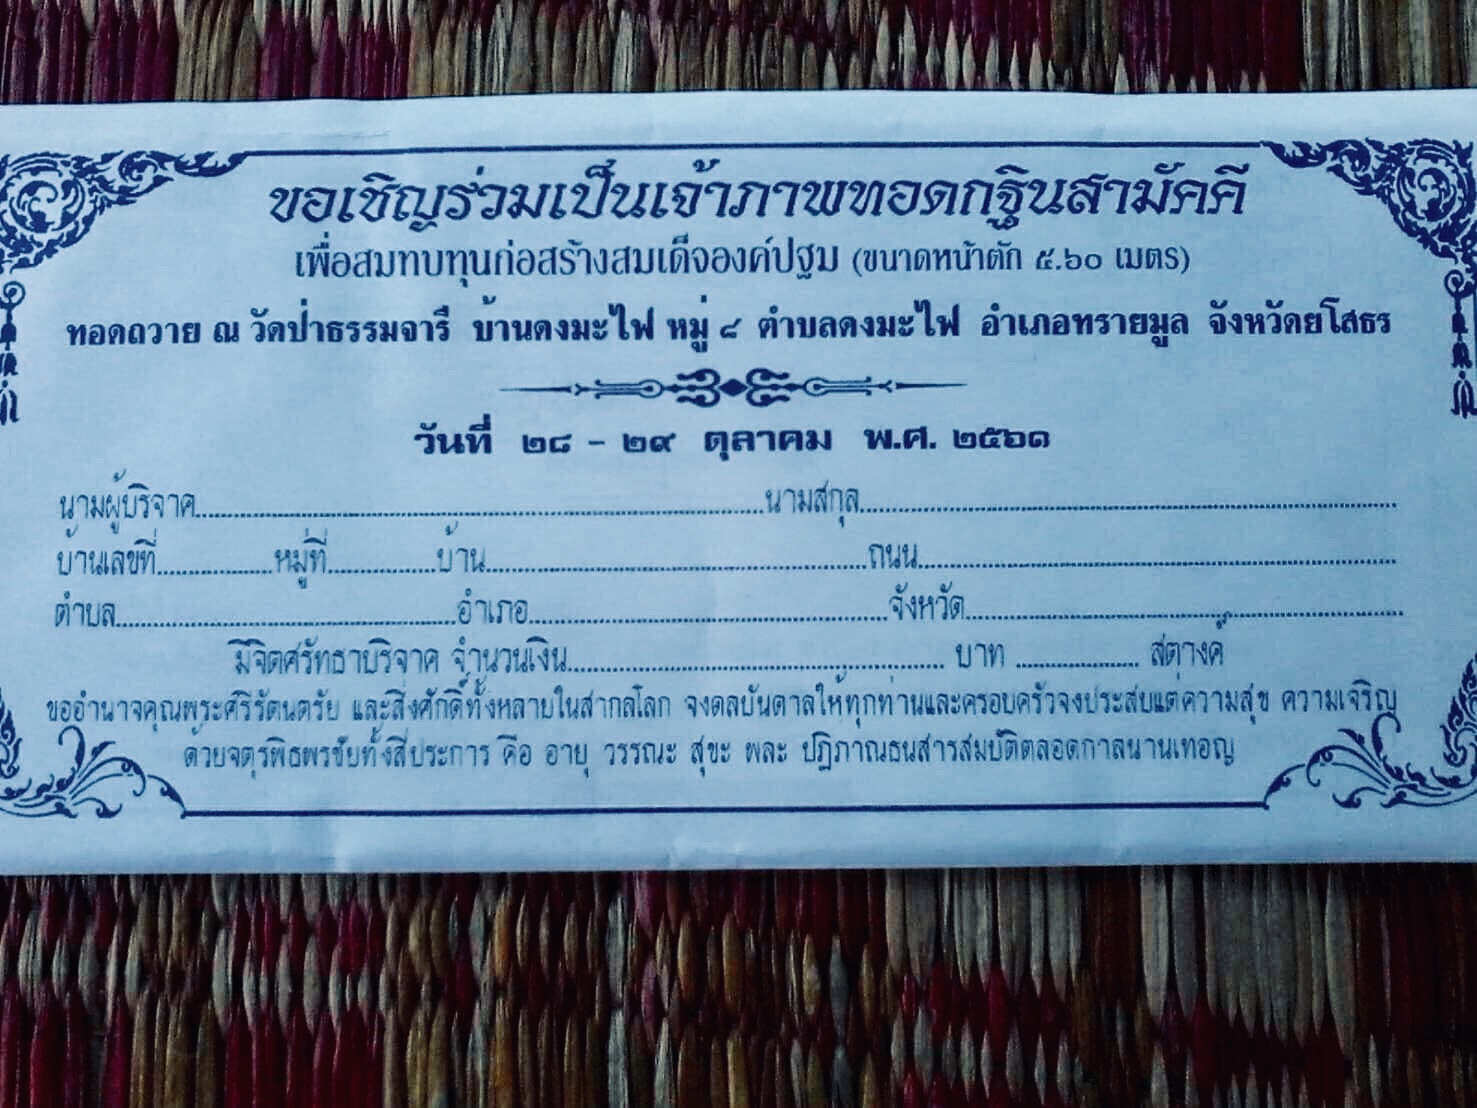 ขอเชิญร่วมเป็นเจ้าภาพทอดกฐินสามัคคี
เพื่อสมทบทุนก่อสร้างสมเด็จองค์ปฐม (ขนาดหน้าตัก ๕.๖๐ เมตร)
ทอดถวาย ณ วัดป่าธรรมจารี บ้านดงมะไฟ หมู่ ๘ ตำบลดงมะไฟ อำเภอทรายมูล จังหวัดยโสธร
วันที่ ๒๘ - ๒๙ ตุลาคม พ.ศ. ๒๕๖๑
นามผู้บริจาค..............................นามสกุล..............................
บ้านเลขที่..............หมู่ที่..............บ้าน..............................ถนน..............................
ตำบล..............................อำเภอ..............................จังหวัด..............................
มีจิตศรัทธาบริจาค จำนวนเงิน.............................. บาท .............. สตางค์
ขออำนาจคุณพระศรีรัตนตรัย และสิ่งศักดิ์ทั้งหลายในสากลโลก จงดลบันดาลให้ทุกท่านและครอบครัวจงประสบแต่ความสุข ความเจริญ
ด้วยจตุรพิธพรชัยทั้งสี่ประการ คือ อายุ วรรณะ สุขะ พละ ปฏิภาณธนสารสมบัติตลอดกาลนานเทอญ